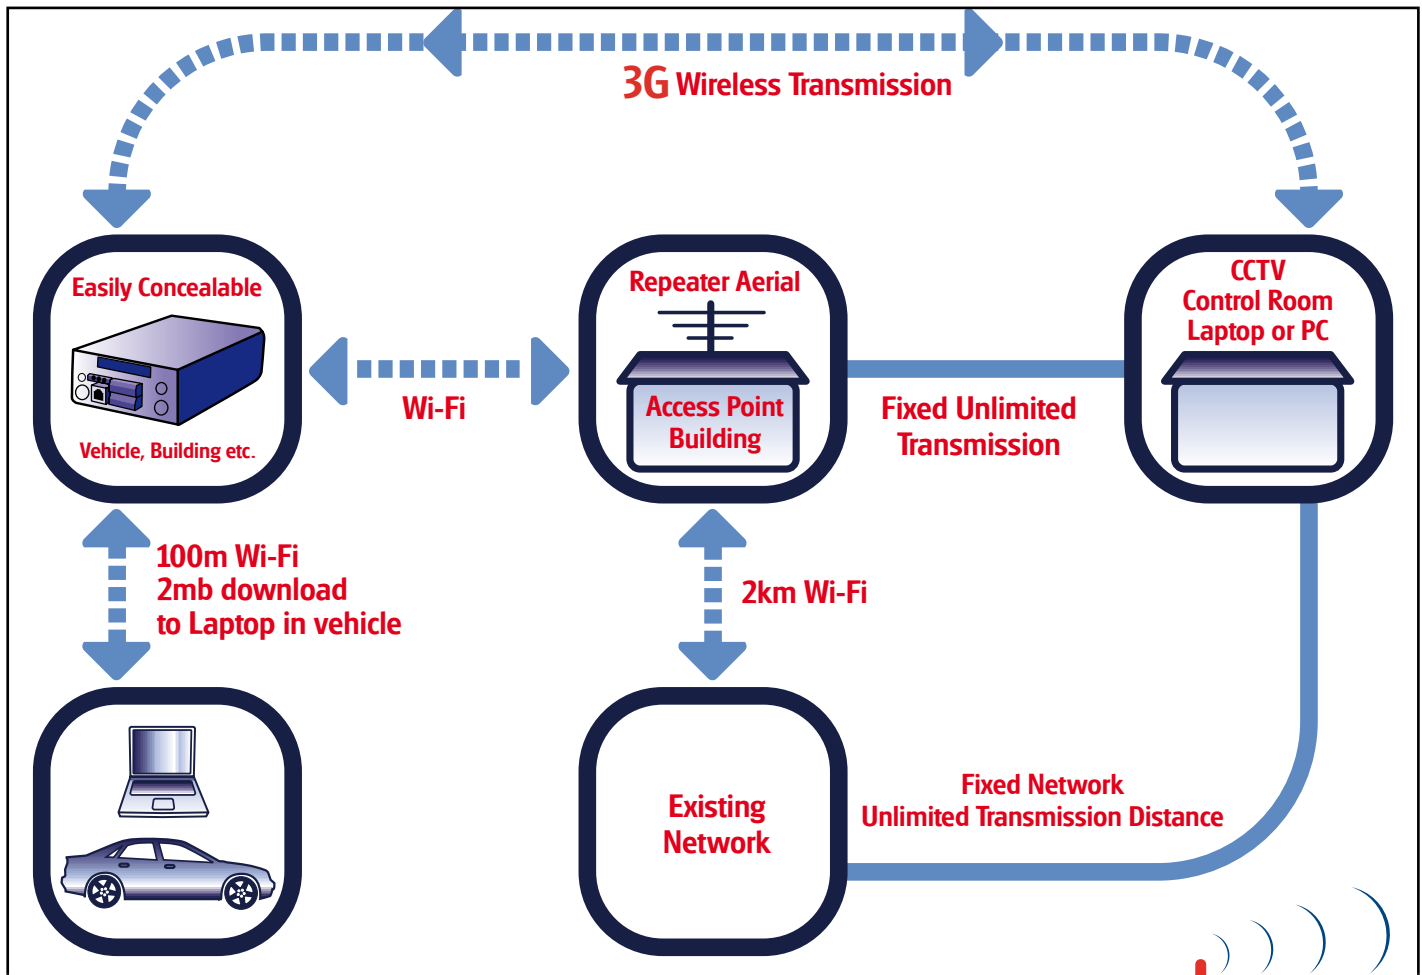 3G Wireless Transmission
Easily Concealable
Vehicle, Building etc.
Wi-Fi
Repeater Aerial
Access Point
Building
Fixed Unlimited
Transmission
CCTV
Control Room
Laptop or PC
100m Wi-Fi
2mb download
to Laptop in vehicle
2km Wi-Fi
Existing
Network
Fixed Network
Unlimited Transmission Distance